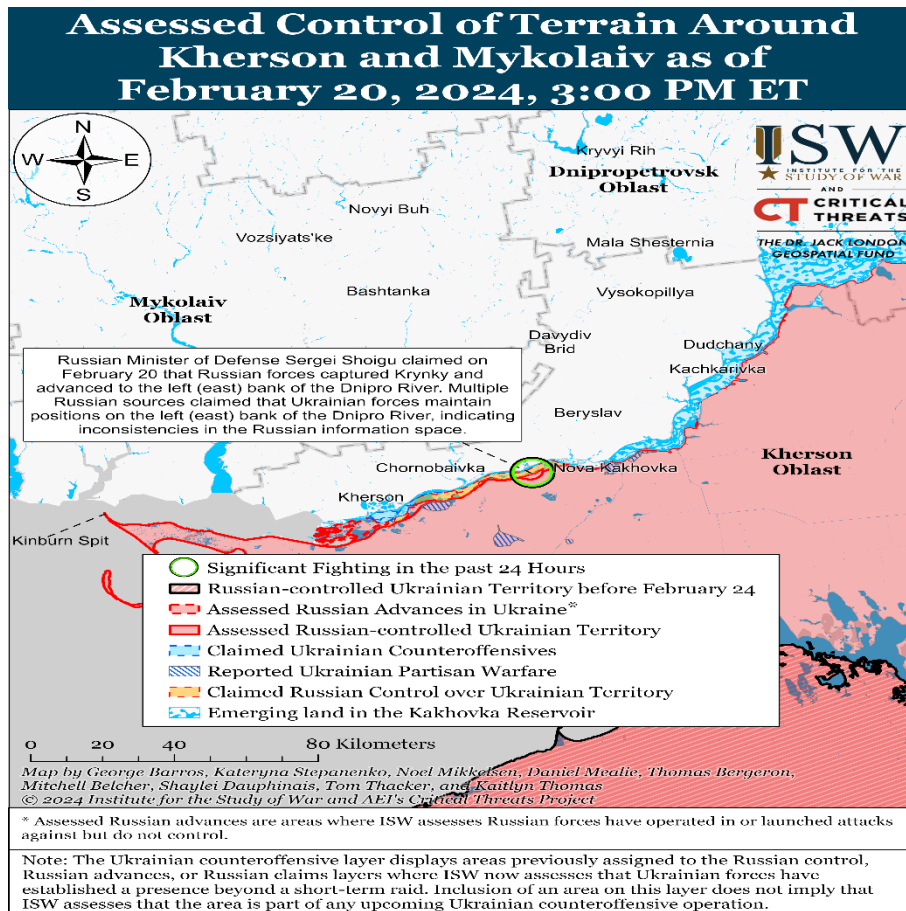 Assessed Control of Terrain Around
Kherson and Mykolaiv as of
February 20, 2024, 3:00 PM ET
N
W
E
S
ISW
INSTITUTE FOR THE
STUDY OF WAR
AND
CT CRITICAL
THREATS
THE DR. JACK LONDON
GEOSPATIAL FUND
Kryvyi Rih
Dnipropetrovsk
Oblast
Novyi Buh
Vozsiyats'ke
Mala Shesternia
Bashtanka
Vysokopillya
Mykolaiv
Oblast
Davydiv
Brid
Dudchany
Kachkarivka
Russian Minister of Defense Sergei Shoigu claimed on
February 20 that Russian forces captured Krynky and
advanced to the left (east) bank of the Dnipro River. Multiple
Russian sources claimed that Ukrainian forces maintain
positions on the left (east) bank of the Dnipro River, indicating
inconsistencies in the Russian information space.
Beryslav
Kherson
Oblast
Chornobaivka
Nova Kakhovka
Kherson
Kinburn Spit
Significant Fighting in the past 24 Hours
Russian-controlled Ukrainian Territory before February 24
Assessed Russian Advances in Ukraine*
Assessed Russian-controlled Ukrainian Territory
Claimed Ukrainian Counteroffensives
Reported Ukrainian Partisan Warfare
Claimed Russian Control over Ukrainian Territory
Emerging land in the Kakhovka Reservoir
0 20 40 80 Kilometers
Map by George Barros, Kateryna Stepanenko, Noel Mikkelsen, Daniel Mealie, Thomas Bergeron,
Mitchell Belcher, Shaylei Dauphinais, Tom Thacker, and Kaitlyn Thomas
© 2024 Institute for the Study of War and AEI's Critical Threats Project
* Assessed Russian advances are areas where ISW assesses Russian forces have operated in or launched attacks
against but do not control.
Note: The Ukrainian counteroffensive layer displays areas previously assigned to the Russian control,
Russian advances, or Russian claims layers where ISW now assesses that Ukrainian forces have
established a presence beyond a short-term raid. Inclusion of an area on this layer does not imply that
ISW assesses that the area is part of any upcoming Ukrainian counteroffensive operation.